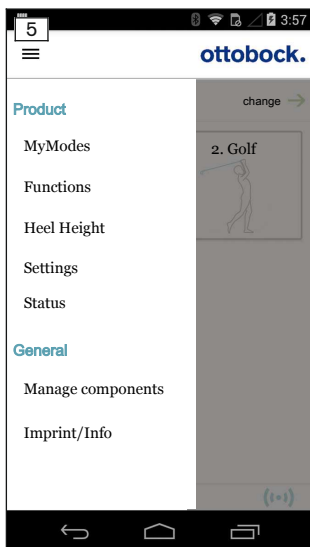 5
3:57
ottobock.
change
Product
MyModes
2. Golf
Functions
Heel Height
Settings
Status
General
Manage components
Imprint/Info